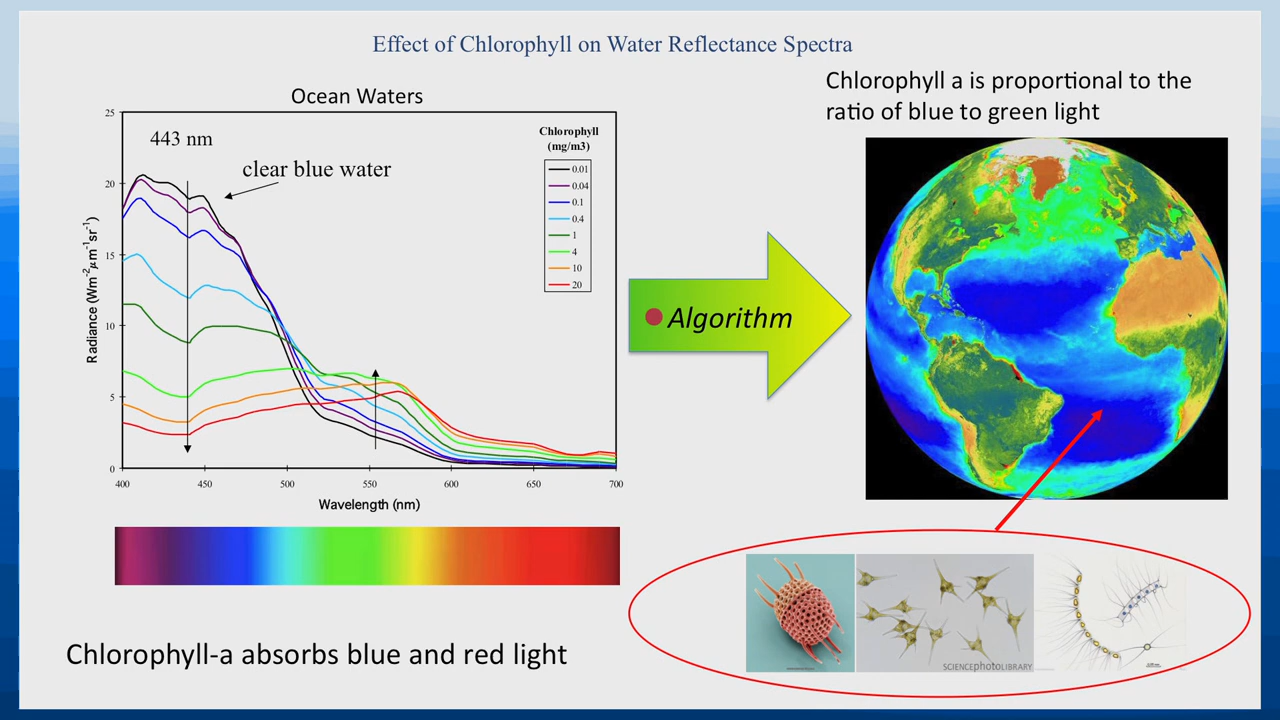 Effect of Chlorophyll on Water Reflectance Spectra
Chlorophyll a is proportional to the
ratio of blue to green light
Ocean Waters
25
20
15
10
5
0
Radiance (Wm⁻²μm⁻¹sr⁻¹)
443 nm
clear blue water
Chlorophyll
(mg/m3)
0.01
0.04
0.1
0.4
1
4
10
20
400 450 500 550 600 650 700
Wavelength (nm)
Algorithm
SCIENCEphotoLIBRARY
Chlorophyll-a absorbs blue and red light